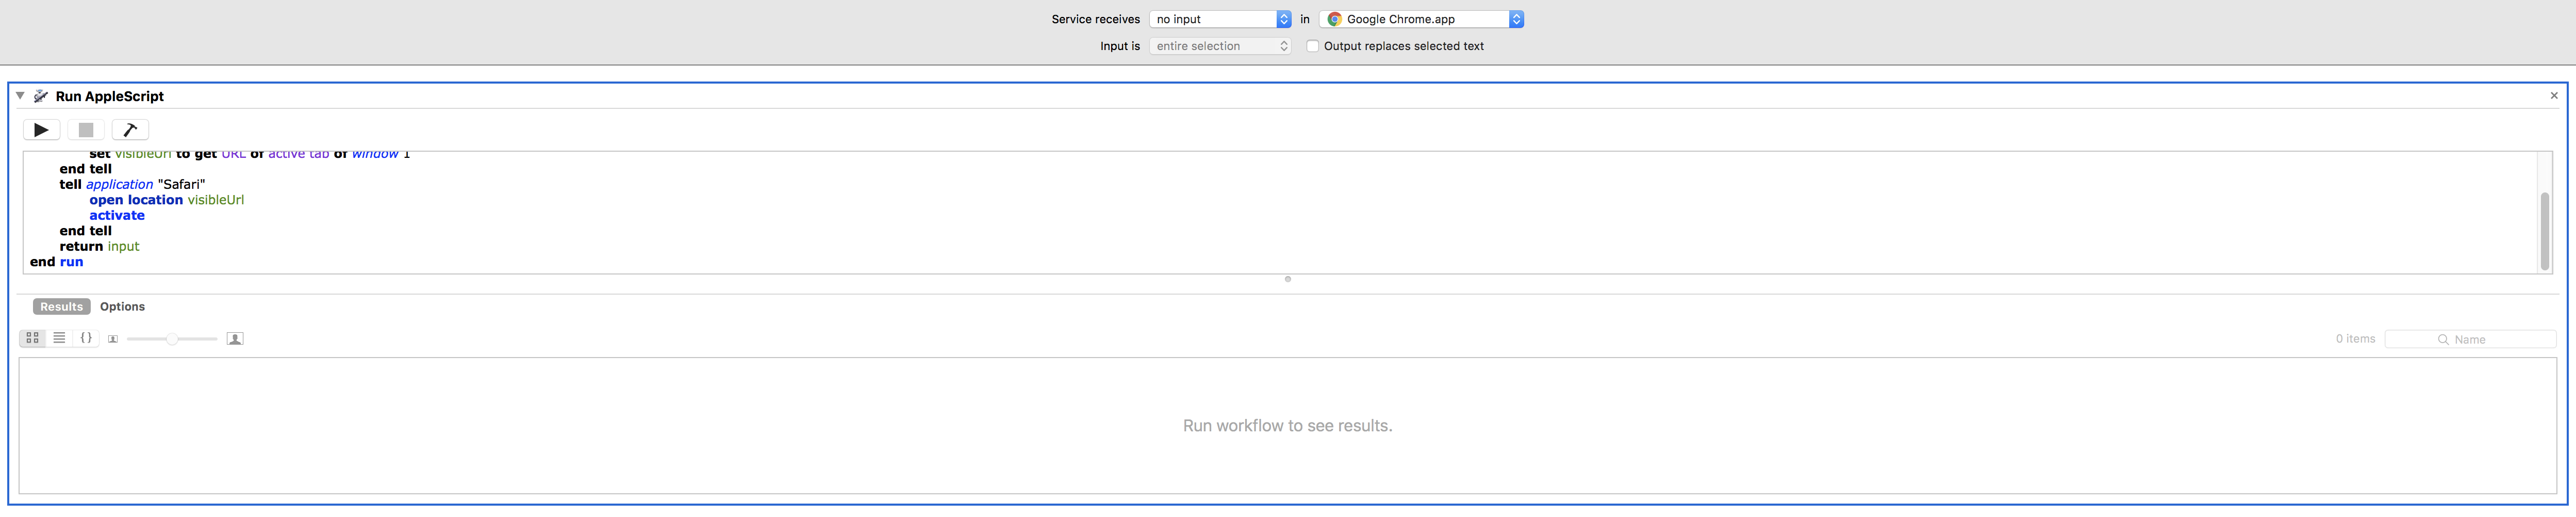 Service receives no input in Google Chrome.app
Input is entire selection Output replaces selected text
Run AppleScript
set visibleUrl to get URL of active tab of window 1
end tell
tell application "Safari"
open location visibleUrl
activate
end tell
return input
end run
Results Options
0 items Name
Run workflow to see results.